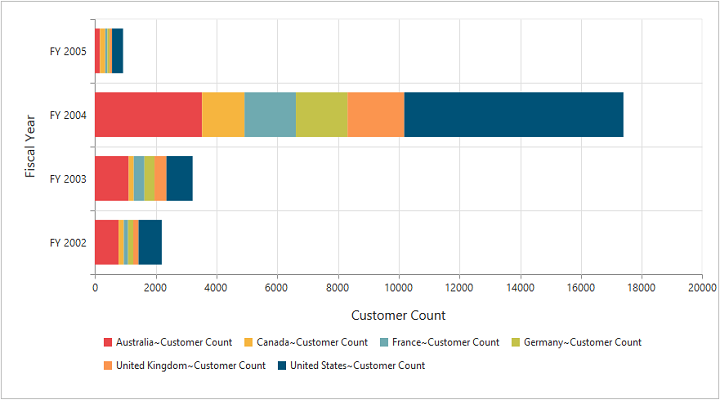 FY 2005
FY 2004
FY 2003
FY 2002
Fiscal Year
0 2000 4000 6000 8000 10000 12000 14000 16000 18000 20000
Customer Count
Australia~Customer Count Canada~Customer Count France~Customer Count Germany~Customer Count
United Kingdom~Customer Count United States~Customer Count